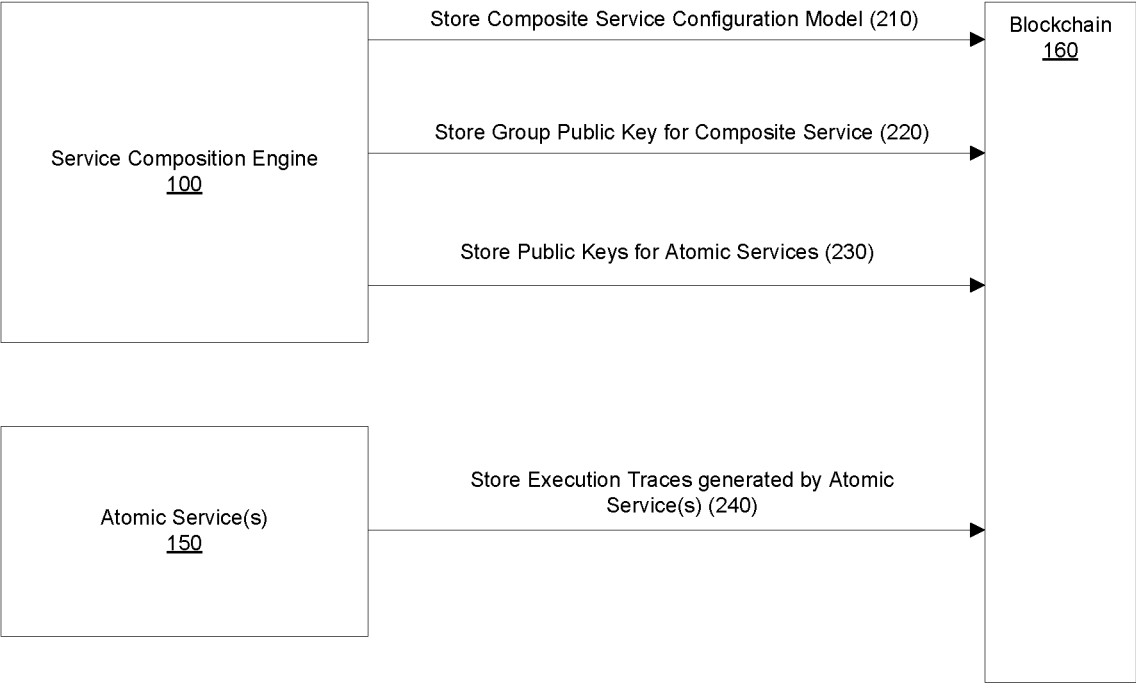 Store Composite Service Configuration Model (210)
Blockchain
160
Store Group Public Key for Composite Service (220)
Service Composition Engine
100
Store Public Keys for Atomic Services (230)
Store Execution Traces generated by Atomic
Service(s) (240)
Atomic Service(s)
150